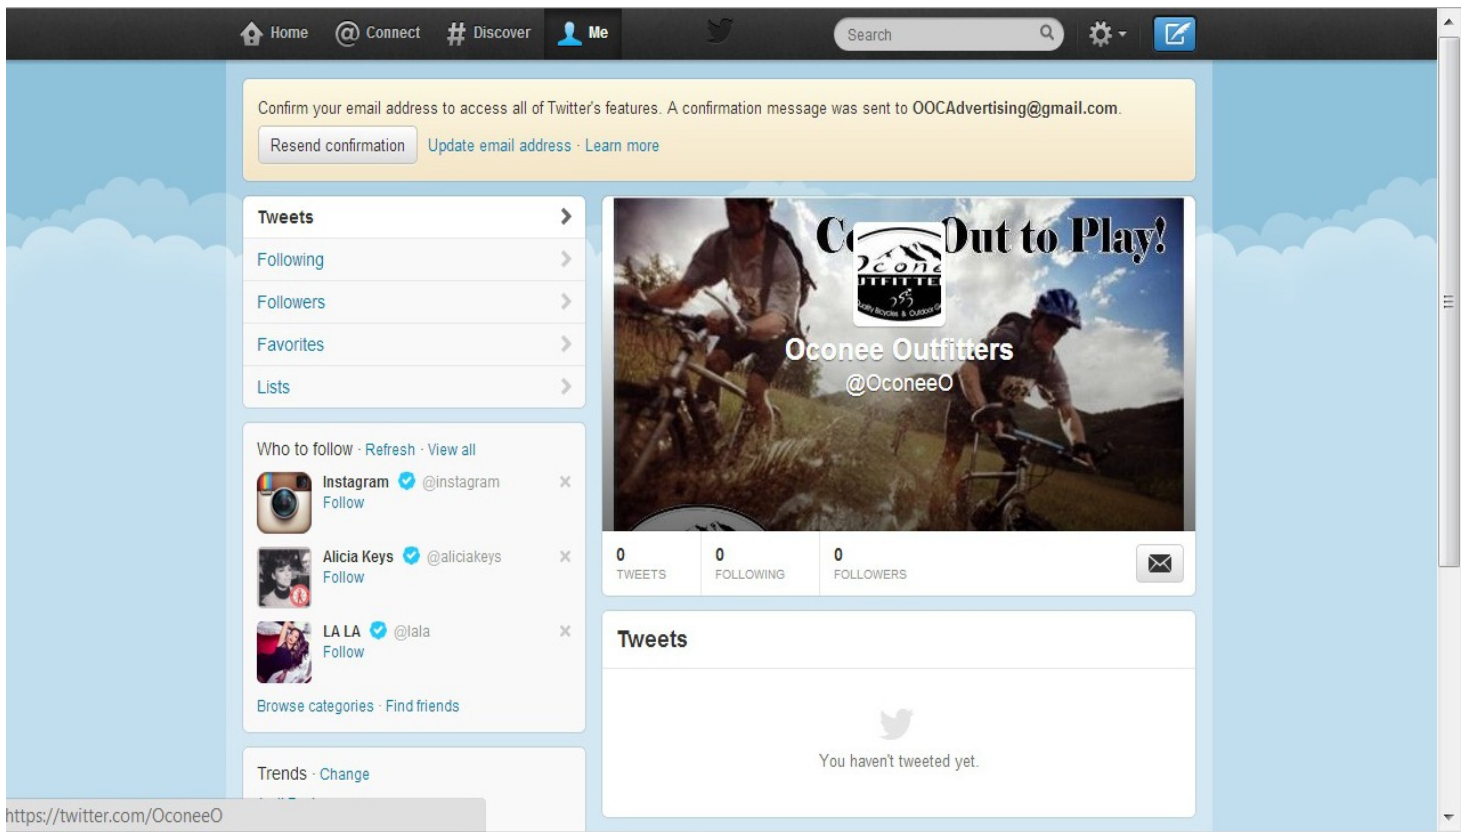 Home @ Connect # Discover Me Search
Confirm your email address to access all of Twitter's features. A confirmation message was sent to OOCAdvertising@gmail.com.
Resend confirmation Update email address · Learn more
Tweets
Following
Followers
Favorites
Lists
Who to follow · Refresh · View all
Instagram @instagram
Follow
Alicia Keys @aliciakeys
Follow
LA LA @lala
Follow
Browse categories · Find friends
Trends · Change
https://twitter.com/OconeeO
Out to Play!
Quality Bicycles & Outdoor
Oconee Outfitters
@OconeeO
0 TWEETS
0 FOLLOWING
0 FOLLOWERS
Tweets
You haven't tweeted yet.